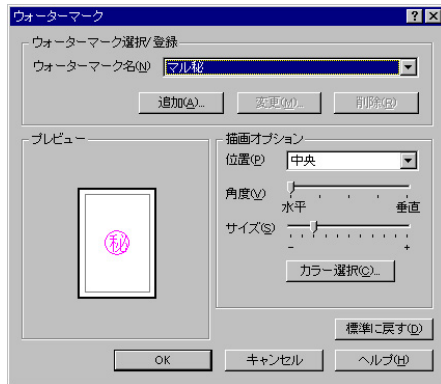 ウォーターマーク
ウォーターマーク選択/登録
ウォーターマーク名(N)
マル秘
追加(A)...
変更(M)...
削除(R)
プレビュー
秘
描画オプション
位置(P)
中央
角度(V)
水平
垂直
サイズ(S)
-
+
カラー選択(C)...
標準に戻す(D)
OK
キャンセル
ヘルプ(H)